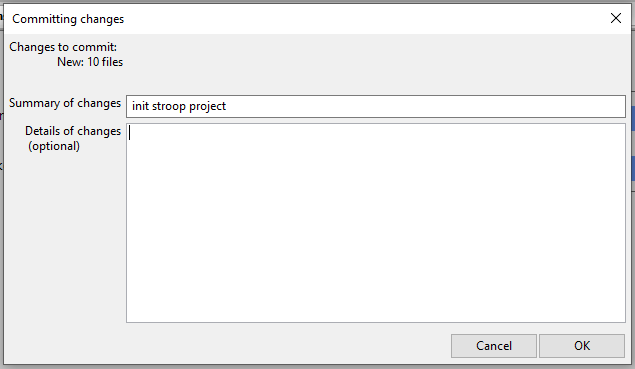 Committing changes
Changes to commit:
New: 10 files
Summary of changes
init stroop project
Details of changes
(optional)
Cancel
OK